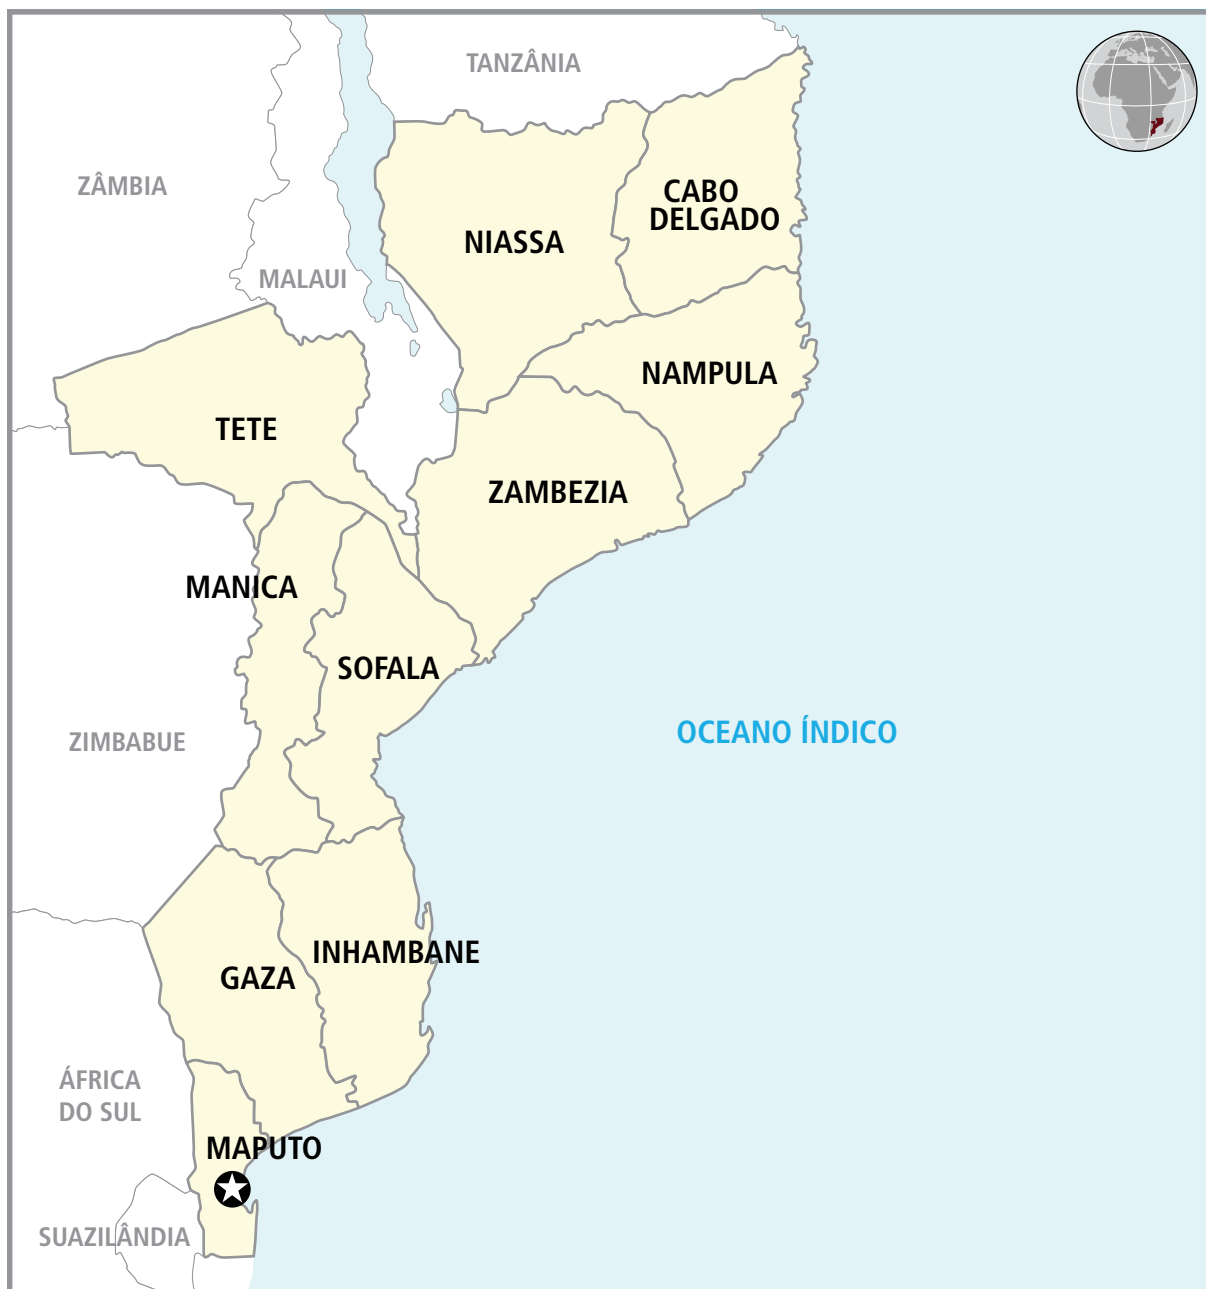 TANZÂNIA
ZÂMBIA
CABO
DELGADO
NIASSA
MALAUI
NAMPULA
TETE
ZAMBEZIA
MANICA
SOFALA
OCEANO ÍNDICO
ZIMBABUE
INHAMBANE
GAZA
ÁFRICA
DO SUL
MAPUTO
SUAZILÂNDIA